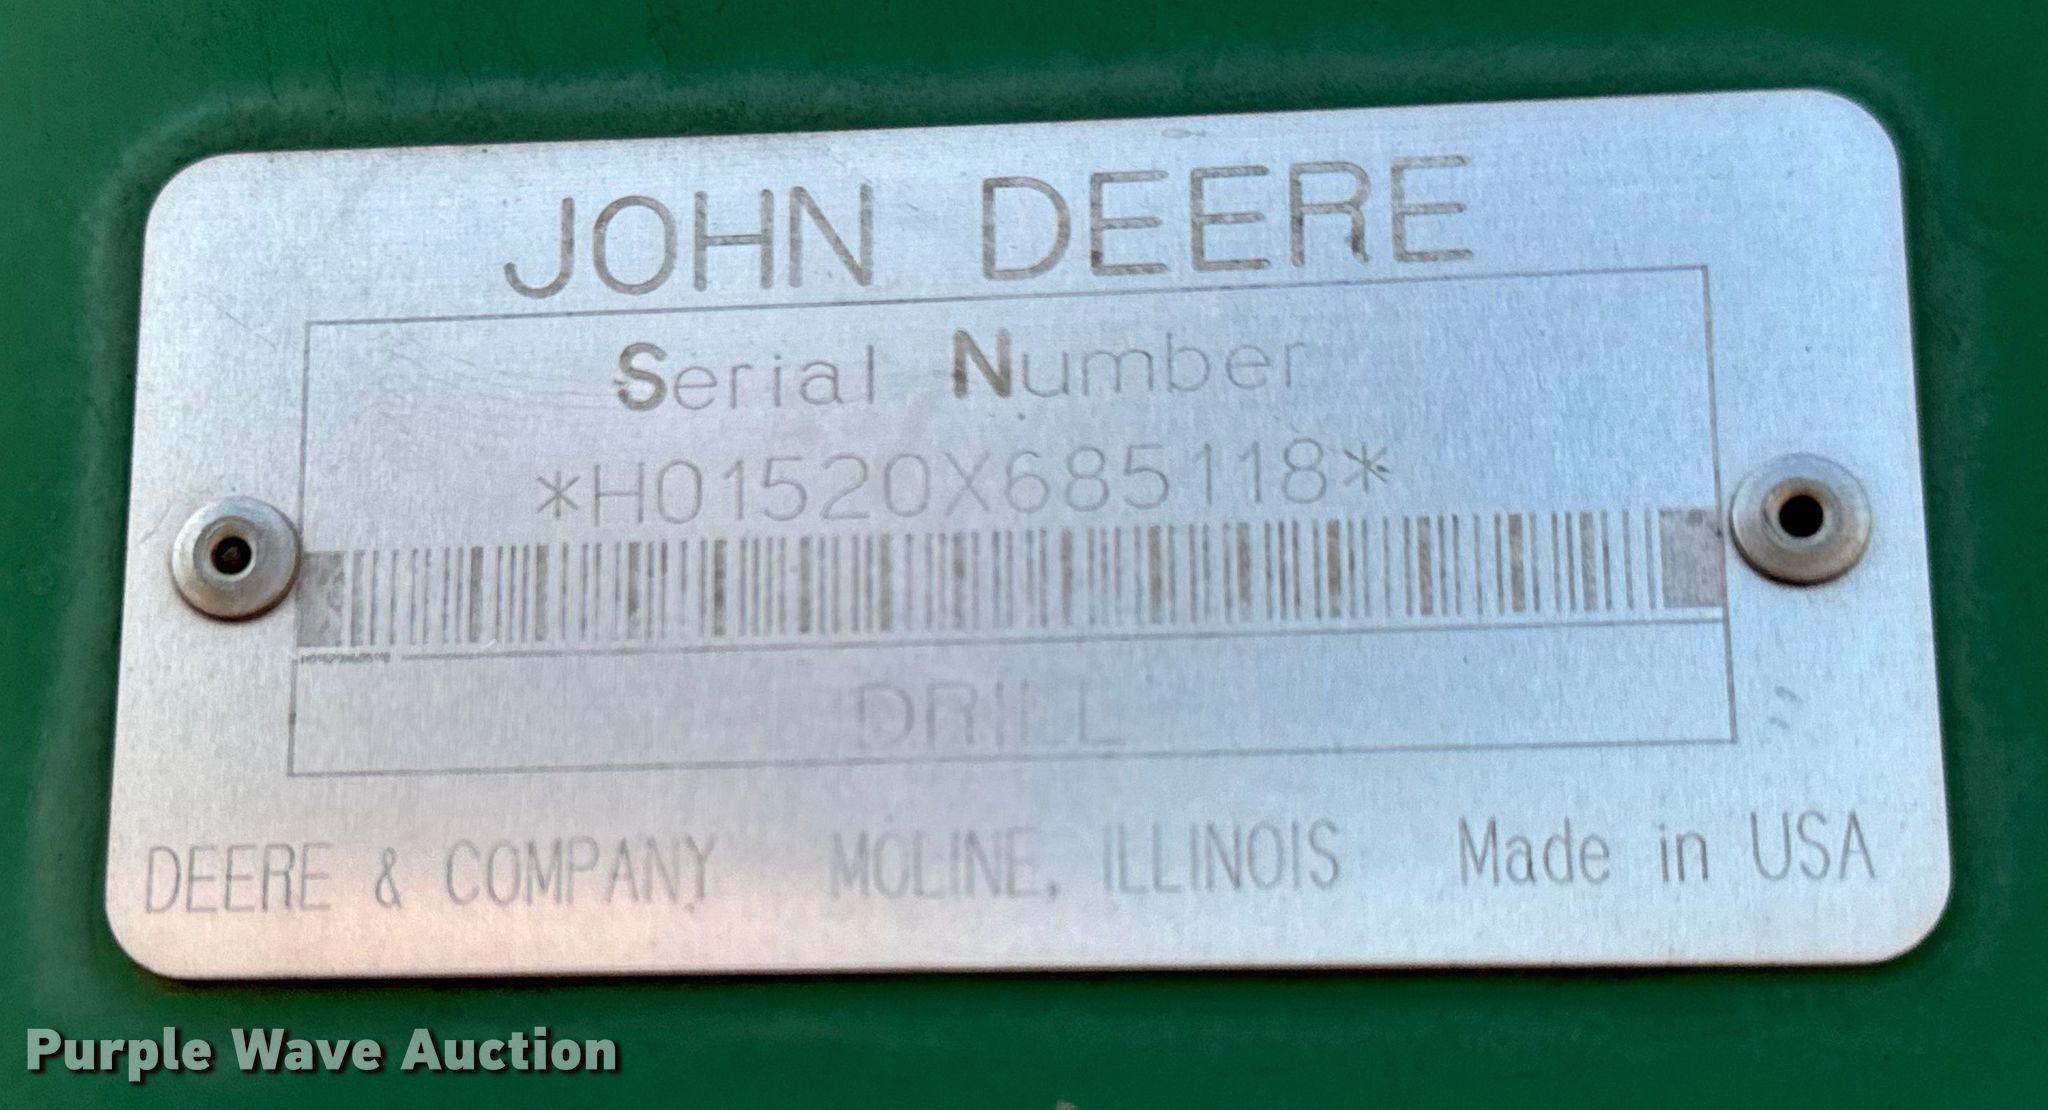 JOHN DEERE
Serial Number
*H01520X685118*
DRILL
DEERE & COMPANY MOLINE, ILLINOIS Made in USA
Purple Wave Auction